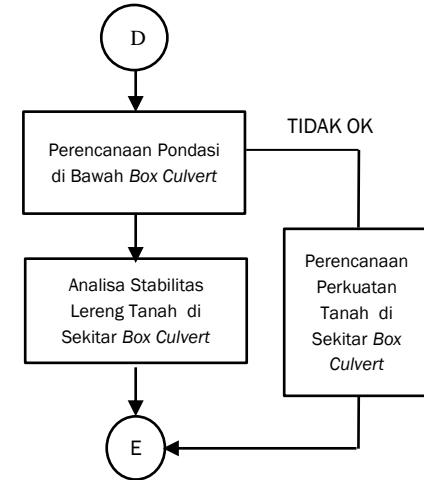 D
TIDAK OK
Perencanaan Pondasi
di Bawah Box Culvert
Analisa Stabilitas
Lereng Tanah di
Sekitar Box Culvert
Perencanaan
Perkuatan
Tanah di
Sekitar Box
Culvert
E